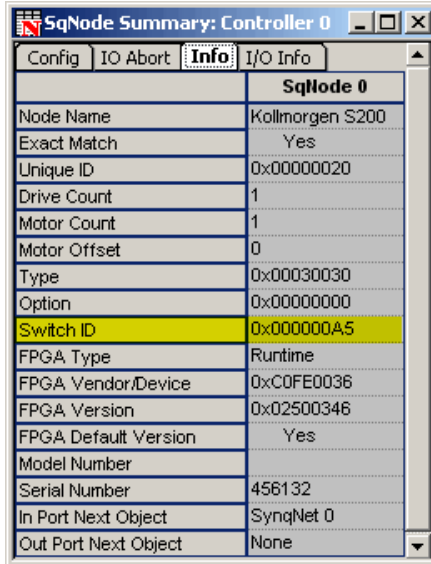 SqNode Summary: Controller 0
Config IO Abort Info I/O Info
SqNode 0
Node Name Kollmorgen S200
Exact Match Yes
Unique ID 0x00000020
Drive Count 1
Motor Count 1
Motor Offset 0
Type 0x00030030
Option 0x00000000
Switch ID 0x000000A5
FPGA Type Runtime
FPGA Vendor/Device 0xC0FE0036
FPGA Version 0x02500346
FPGA Default Version Yes
Model Number
Serial Number 456132
In Port Next Object SynqNet 0
Out Port Next Object None